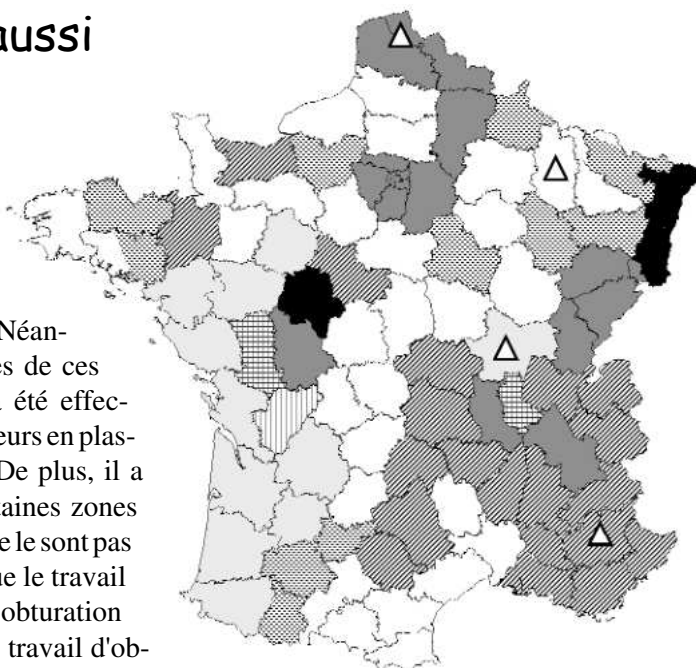 aussi
Néan-
es de ces
a été effec-
eurs en plas-
De plus, il a
taines zones
e le sont pas
ue le travail
obturation
travail d'ob-